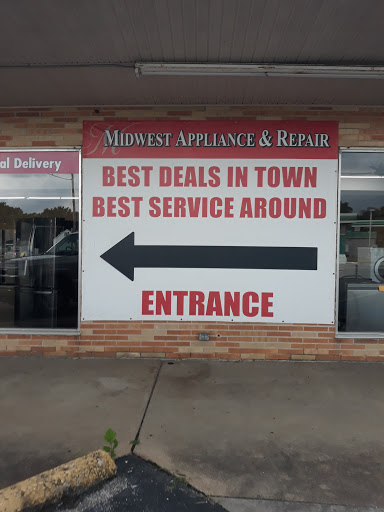 MIDWEST APPLIANCE & REPAIR
al Delivery
BEST DEALS IN TOWN
BEST SERVICE AROUND
ENTRANCE